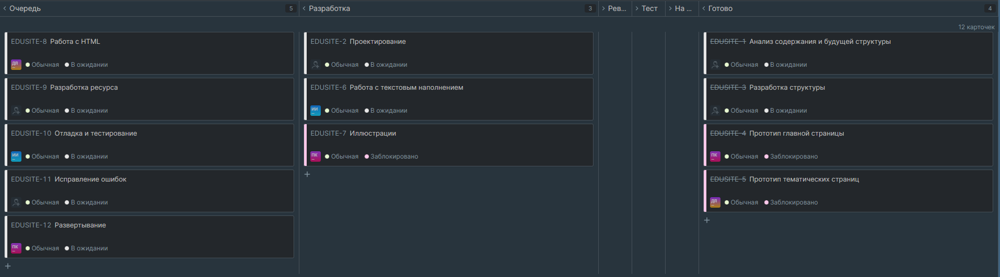 Очередь 5
Разработка 3
Рев...
Тест
На ...
Готово 4
12 карточек
EDUSITE-8 Работа с HTML
ДП
Обычная В ожидании
EDUSITE-9 Разработка ресурса
Обычная В ожидании
EDUSITE-10 Отладка и тестирование
ИИ
Обычная В ожидании
EDUSITE-11 Исправление ошибок
Обычная В ожидании
EDUSITE-12 Развертывание
ПК
Обычная В ожидании
EDUSITE-2 Проектирование
Обычная В ожидании
EDUSITE-6 Работа с текстовым наполнением
ИИ
Обычная В ожидании
EDUSITE-7 Иллюстрации
ПК
Обычная Заблокировано
EDUSITE-1 Анализ содержания и будущей структуры
Обычная В ожидании
EDUSITE-3 Разработка структуры
Обычная В ожидании
EDUSITE-4 Прототип главной страницы
ПК
Обычная Заблокировано
EDUSITE-5 Прототип тематических страниц
ДП
Обычная Заблокировано